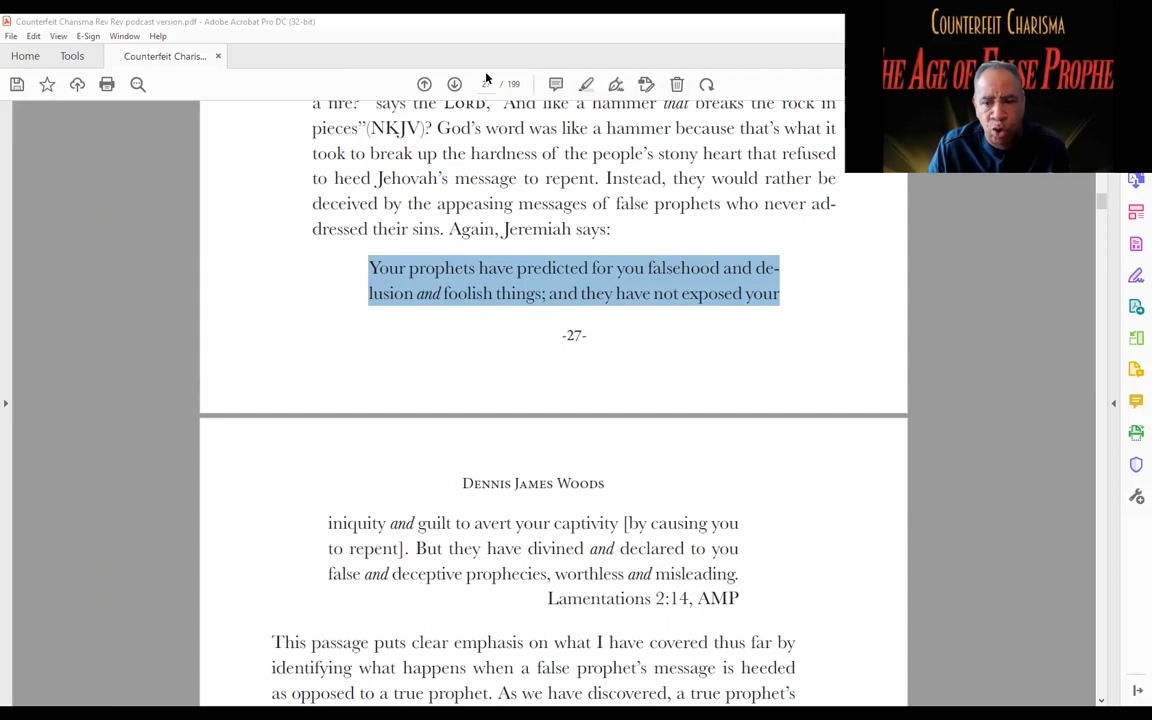 Counterfeit Charisma Rev Rev podcast version.pdf - Adobe Acrobat Pro DC (32-bit)
File Edit View E-Sign Window Help
Home Tools Counterfeit Charis... ×
/ 199
COUNTERFEIT CHARISMA
HE AGE OF FALSE PROPHE
a fire?" says the LORD, "And like a hammer that breaks the rock in
pieces"(NKJV)? God's word was like a hammer because that's what it
took to break up the hardness of the people's stony heart that refused
to heed Jehovah's message to repent. Instead, they would rather be
deceived by the appeasing messages of false prophets who never ad-
dressed their sins. Again, Jeremiah says:
Your prophets have predicted for you falsehood and de-
lusion and foolish things; and they have not exposed your
-27-
DENNIS JAMES WOODS
iniquity and guilt to avert your captivity [by causing you
to repent]. But they have divined and declared to you
false and deceptive prophecies, worthless and misleading.
Lamentations 2:14, AMP
This passage puts clear emphasis on what I have covered thus far by
identifying what happens when a false prophet's message is heeded
as opposed to a true prophet. As we have discovered, a true prophet's